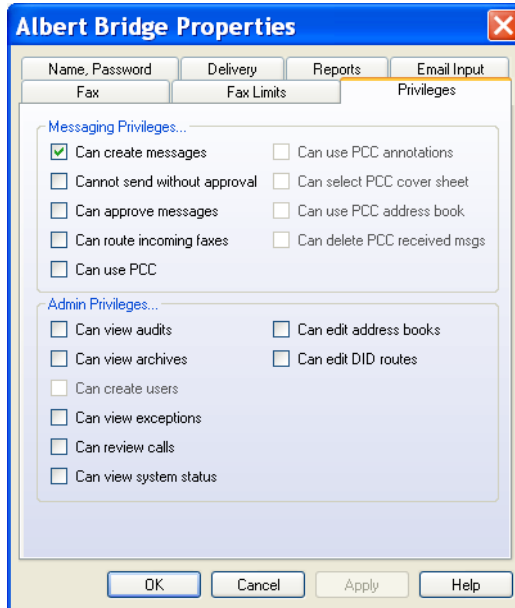 Albert Bridge Properties
Name, Password Delivery Reports Email Input
Fax Fax Limits Privileges
Messaging Privileges...
Can create messages Can use PCC annotations
Cannot send without approval Can select PCC cover sheet
Can approve messages Can use PCC address book
Can route incoming faxes Can delete PCC received msgs
Can use PCC
Admin Privileges...
Can view audits Can edit address books
Can view archives Can edit DID routes
Can create users
Can view exceptions
Can review calls
Can view system status
OK Cancel Apply Help